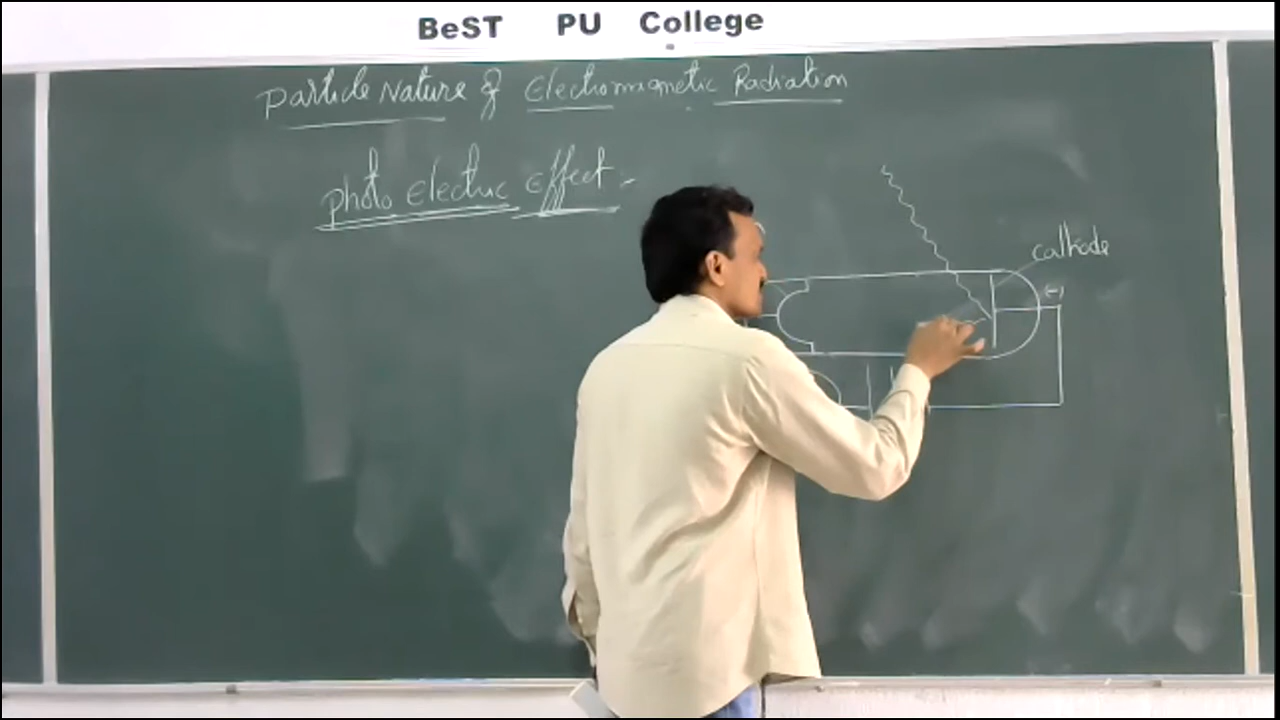 BeST PU College
Particle Nature of Electromagnetic Radiation
Photo Electric Effect :-
cathode
(-)